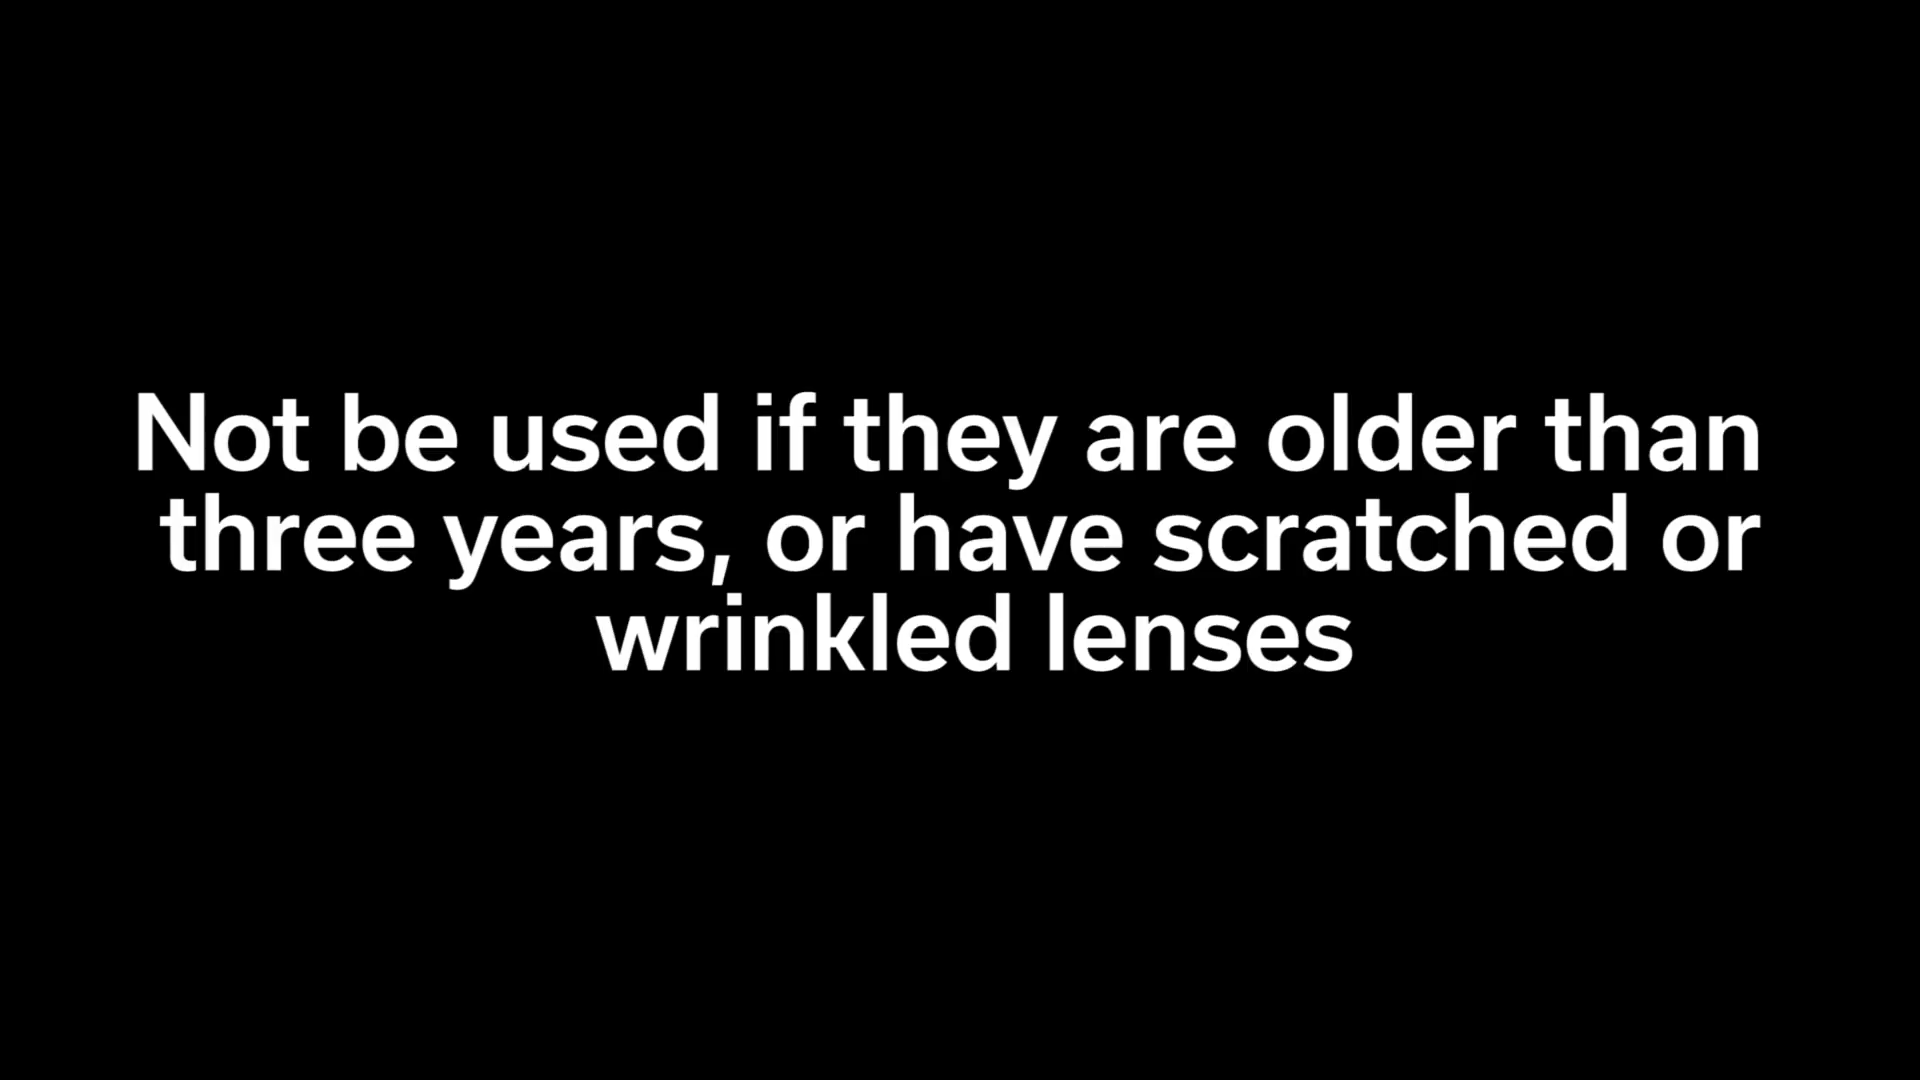 Not be used if they are older than
three years, or have scratched or
wrinkled lenses